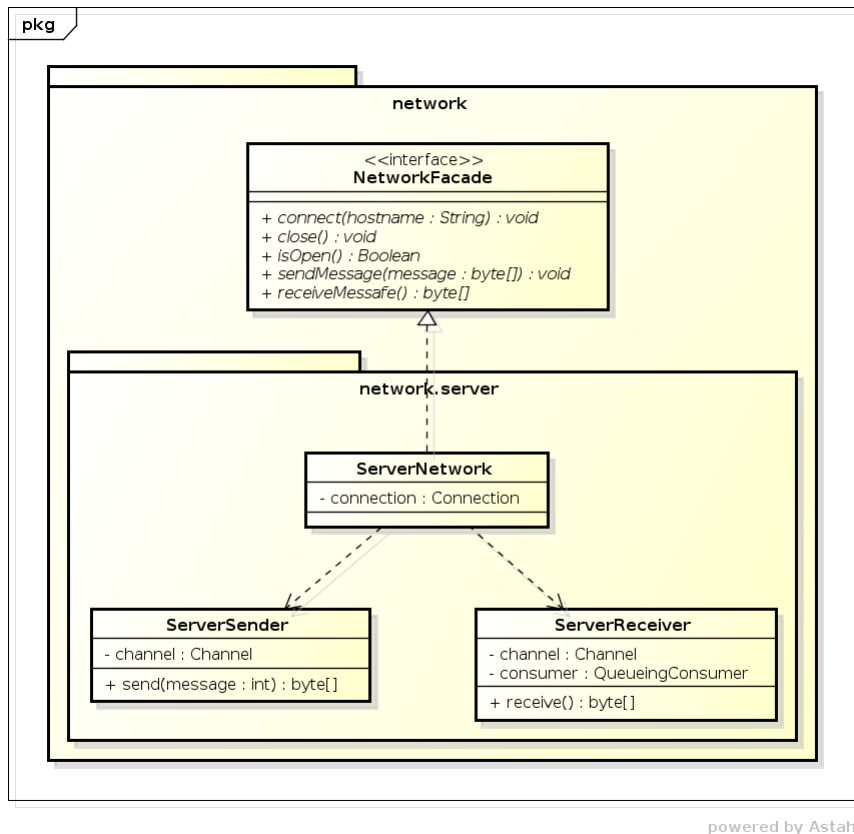 pkg
network
<<interface>>
NetworkFacade
+ connect(hostname : String) : void
+ close() : void
+ isOpen() : Boolean
+ sendMessage(message : byte[]) : void
+ receiveMessafe() : byte[]
network.server
ServerNetwork
- connection : Connection
ServerSender
- channel : Channel
+ send(message : int) : byte[]
ServerReceiver
- channel : Channel
- consumer : QueueingConsumer
+ receive() : byte[]
powered by Astah